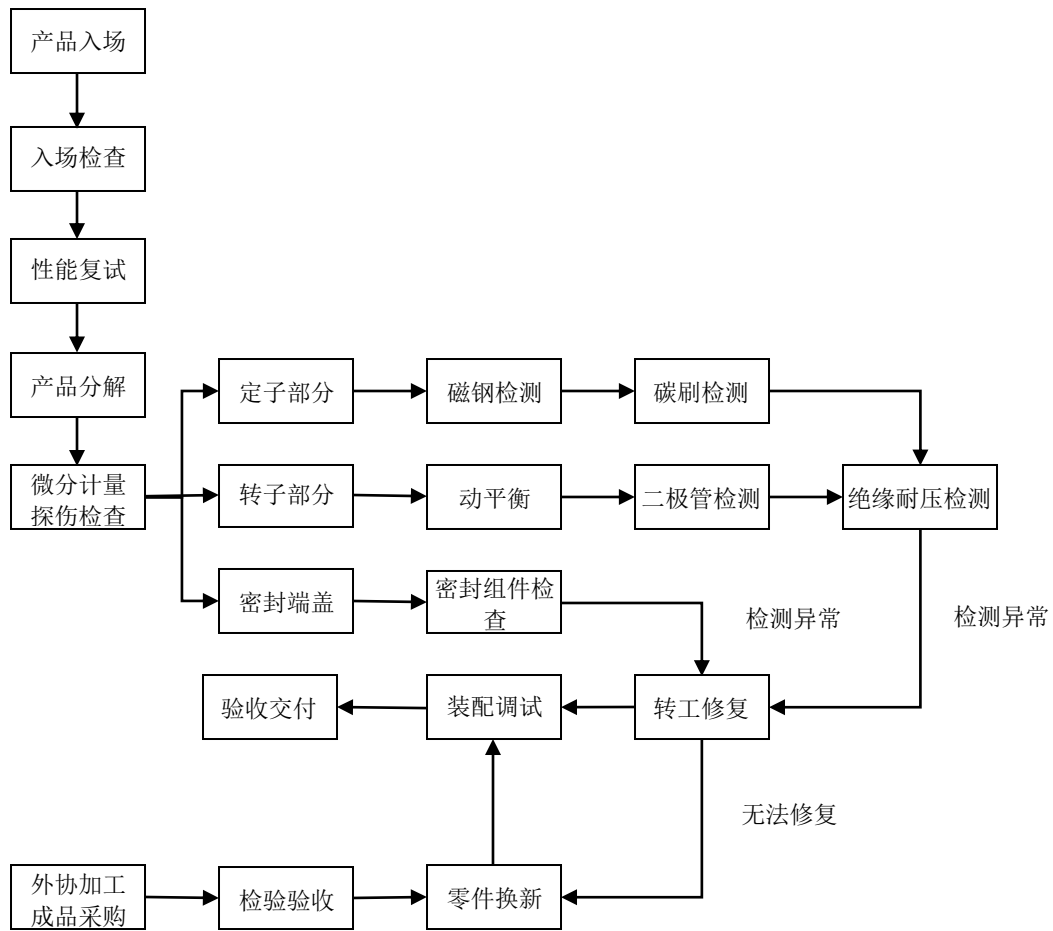 产品入场
入场检查
性能复试
产品分解
定子部分
磁钢检测
碳刷检测
微分计量
探伤检查
转子部分
动平衡
二极管检测
绝缘耐压检测
密封端盖
密封组件检
查
检测异常
检测异常
验收交付
装配调试
转工修复
无法修复
外协加工
成品采购
检验验收
零件换新